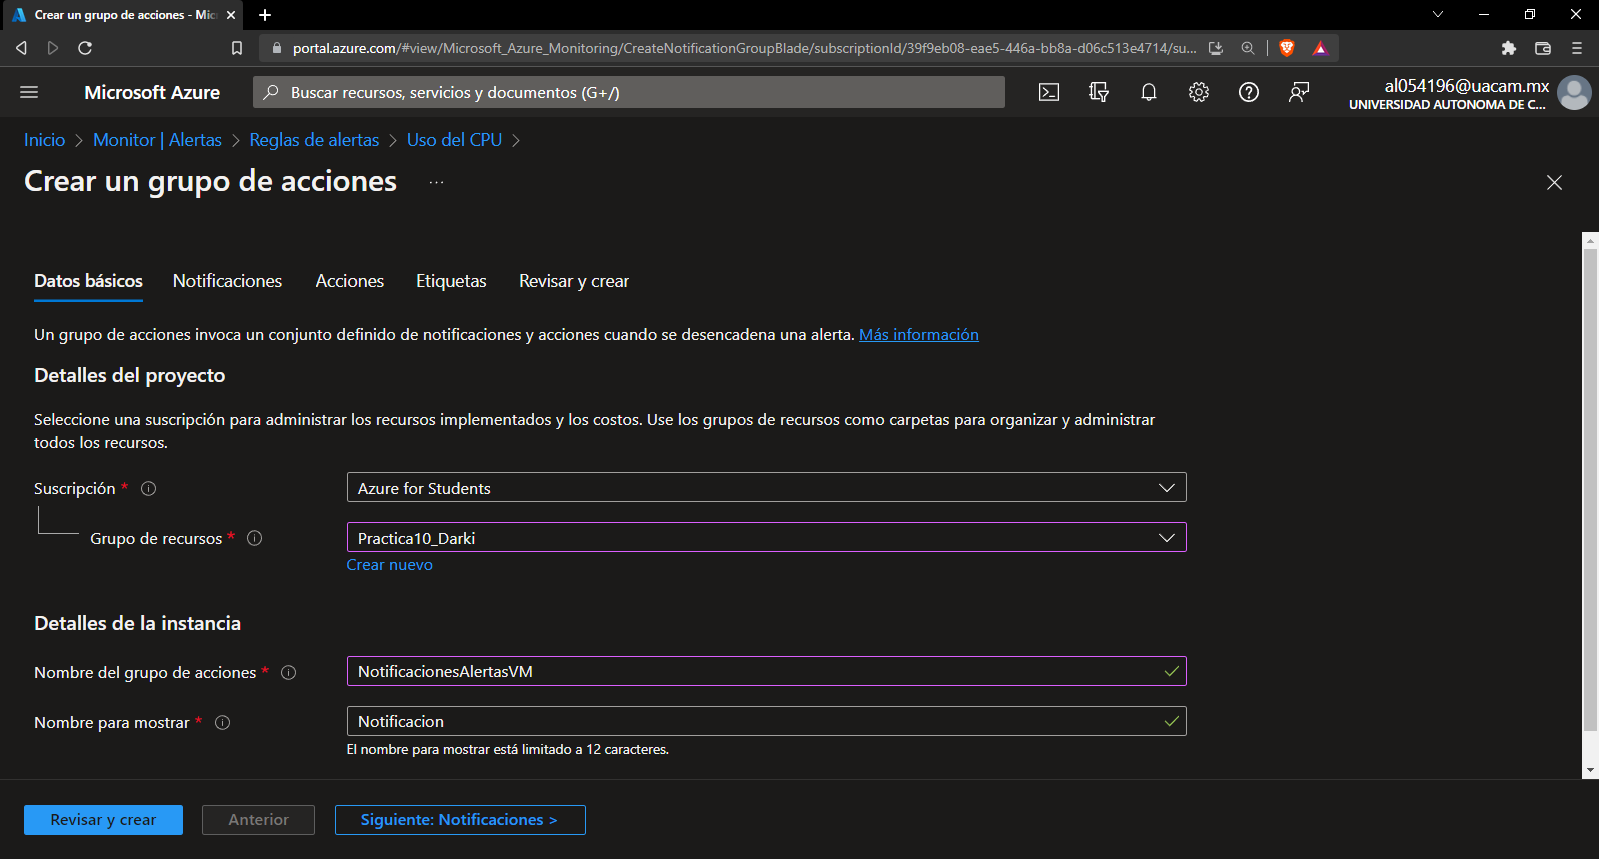 Crear un grupo de acciones - Mic
portal.azure.com/#view/Microsoft_Azure_Monitoring/CreateNotificationGroupBlade/subscriptionId/39f9eb08-eae5-446a-bb8a-d06c513e4714/su...
Microsoft Azure
Buscar recursos, servicios y documentos (G+/)
al054196@uacam.mx
UNIVERSIDAD AUTONOMA DE C...
Inicio > Monitor | Alertas > Reglas de alertas > Uso del CPU >
Crear un grupo de acciones ...
Datos básicos Notificaciones Acciones Etiquetas Revisar y crear
Un grupo de acciones invoca un conjunto definido de notificaciones y acciones cuando se desencadena una alerta. Más información
Detalles del proyecto
Seleccione una suscripción para administrar los recursos implementados y los costos. Use los grupos de recursos como carpetas para organizar y administrar
todos los recursos.
Suscripción * Azure for Students
Grupo de recursos * Practica10_Darki
Crear nuevo
Detalles de la instancia
Nombre del grupo de acciones * NotificacionesAlertasVM
Nombre para mostrar * Notificacion
El nombre para mostrar está limitado a 12 caracteres.
Revisar y crear Anterior Siguiente: Notificaciones >